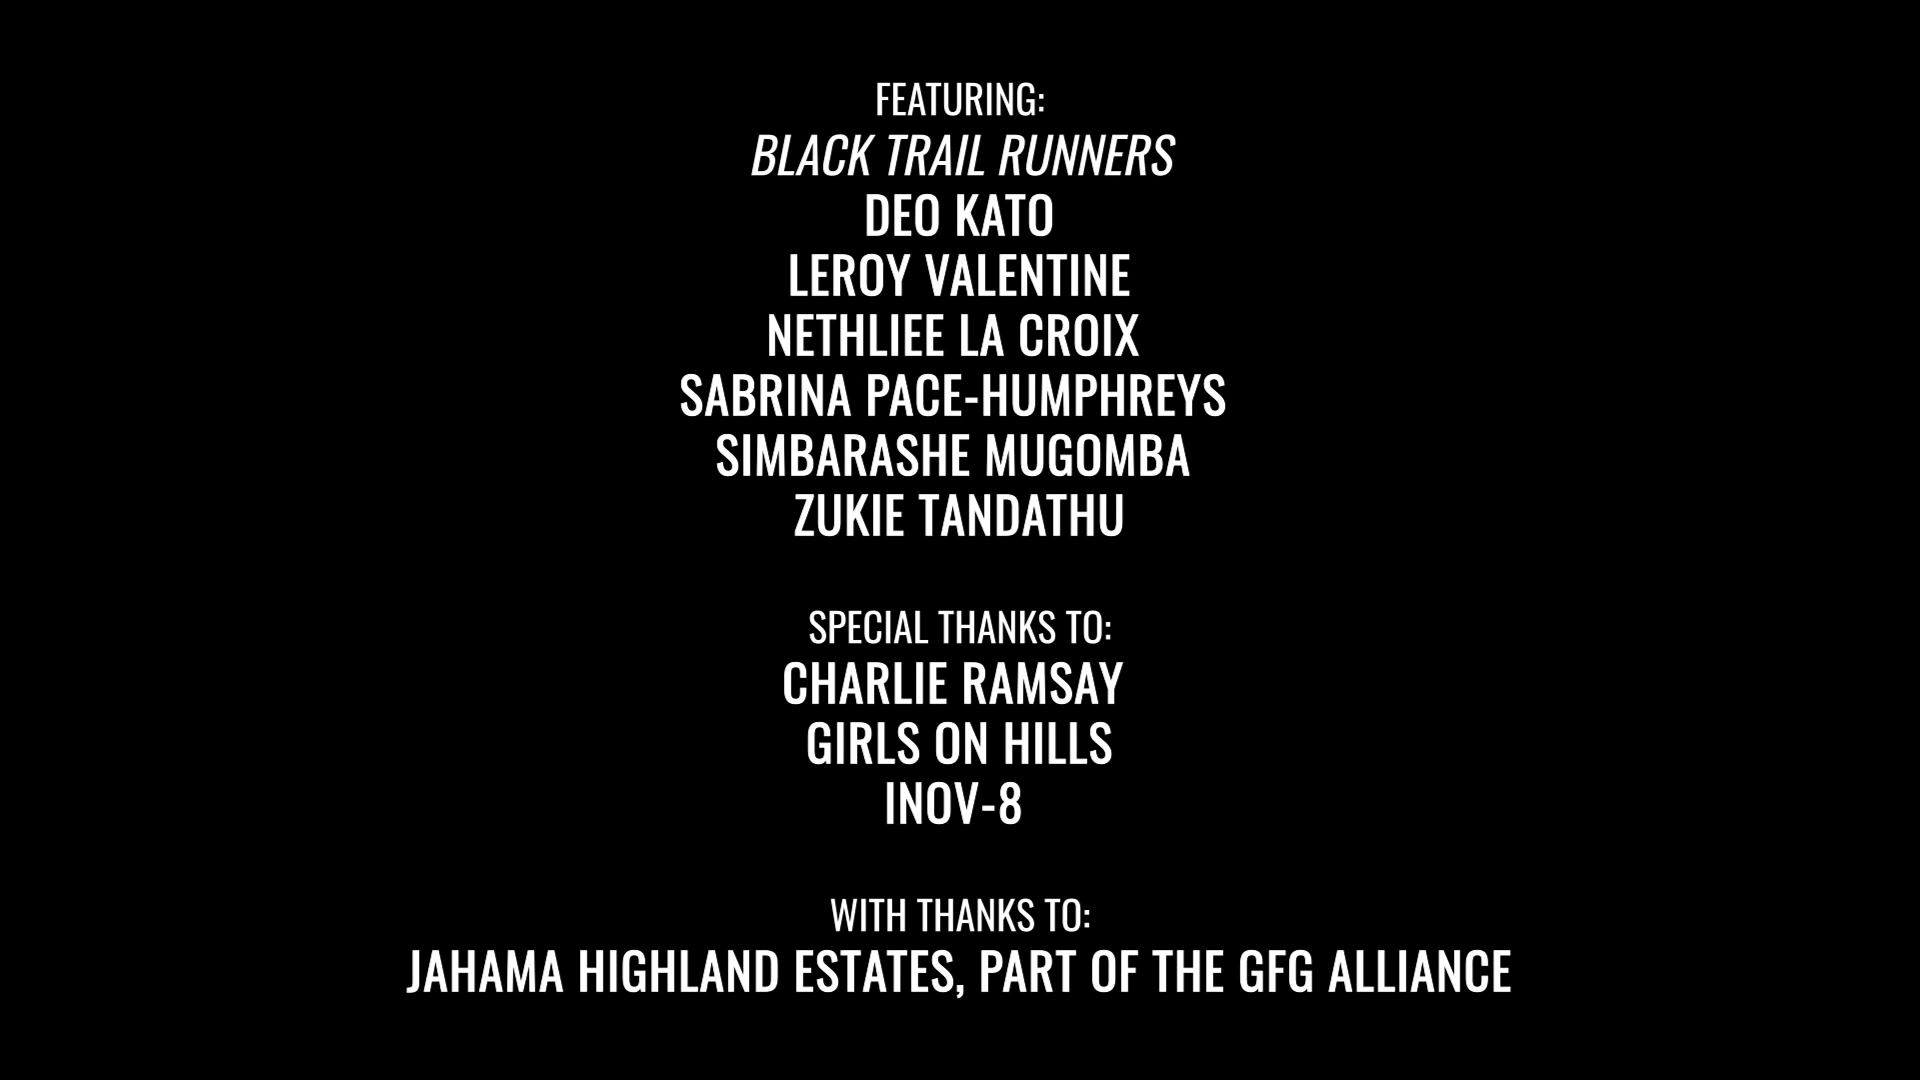 FEATURING:
BLACK TRAIL RUNNERS
DEO KATO
LEROY VALENTINE
NETHLIEE LA CROIX
SABRINA PACE-HUMPHREYS
SIMBARASHE MUGOMBA
ZUKIE TANDATHU
SPECIAL THANKS TO:
CHARLIE RAMSAY
GIRLS ON HILLS
INOV-8
WITH THANKS TO:
JAHAMA HIGHLAND ESTATES, PART OF THE GFG ALLIANCE